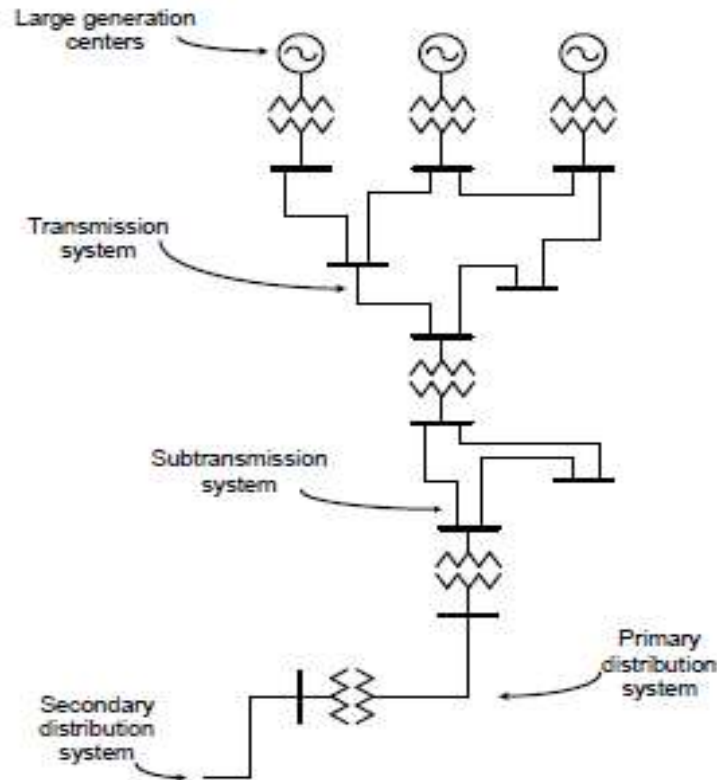 Large generation
centers
Transmission
system
Subtransmission
system
Primary
distribution
system
Secondary
distribution
system